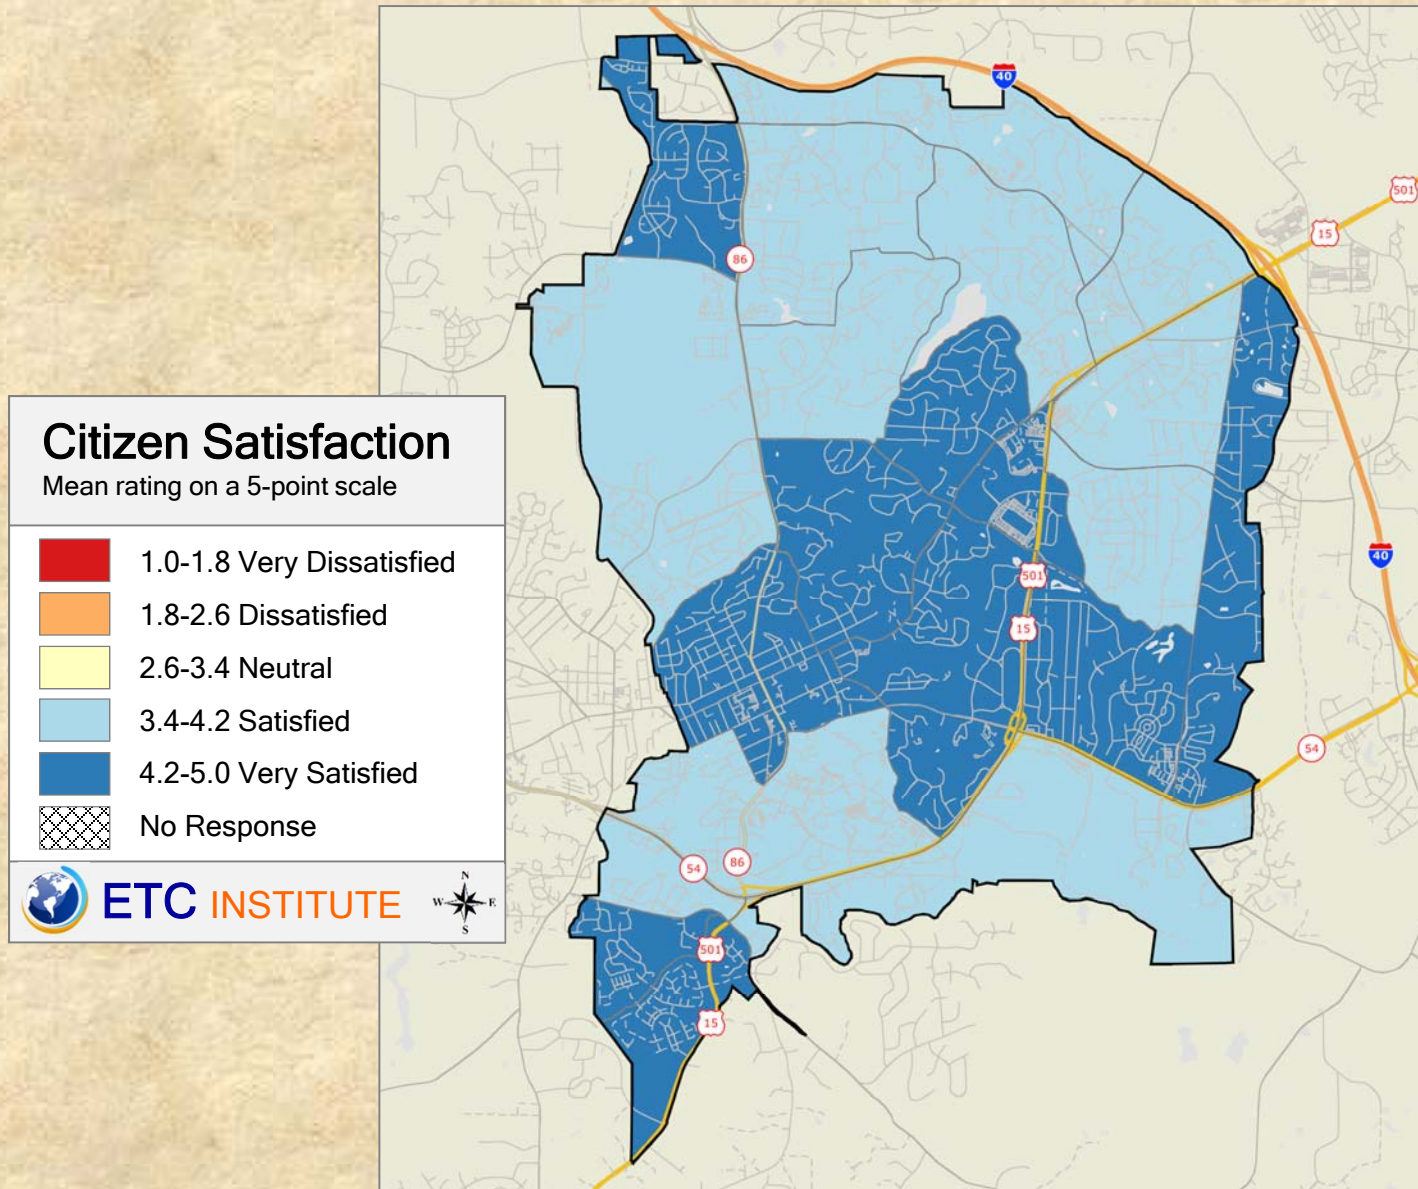 40
501
15
86
Citizen Satisfaction
Mean rating on a 5-point scale
1.0-1.8 Very Dissatisfied
1.8-2.6 Dissatisfied
2.6-3.4 Neutral
3.4-4.2 Satisfied
4.2-5.0 Very Satisfied
No Response
ETC INSTITUTE
N
W E
S
40
501
15
54
54
86
501
15